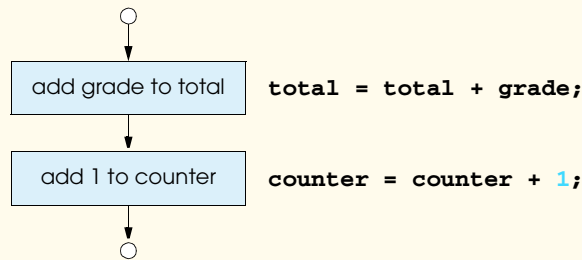 add grade to total total = total + grade;
add 1 to counter counter = counter + 1;